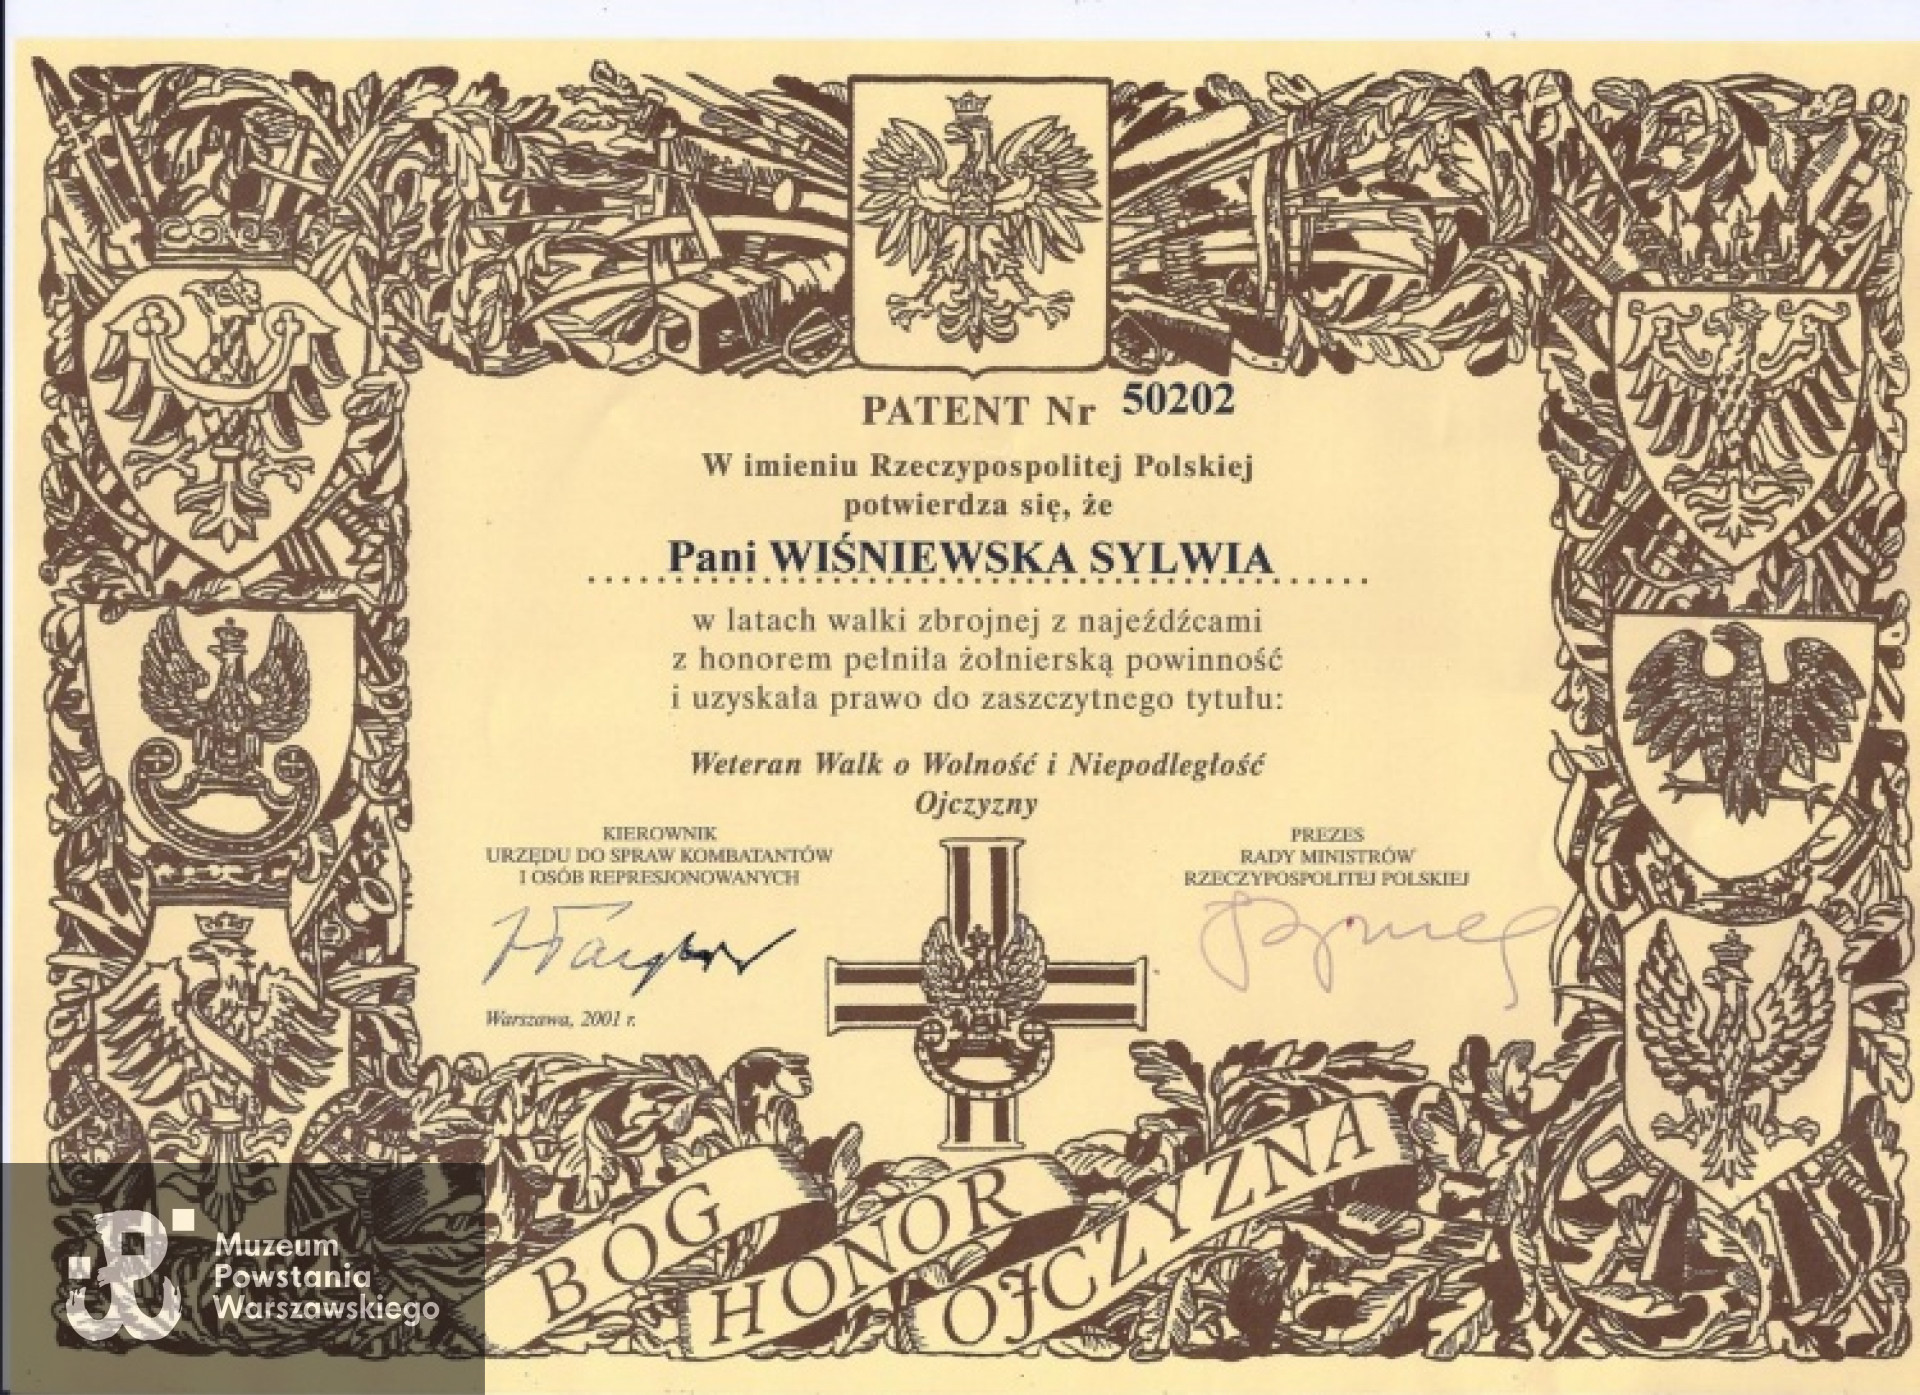 PATENT Nr 50202
W imieniu Rzeczypospolitej Polskiej
potwierdza się, że
Pani WIŚNIEWSKA SYLWIA
w latach walki zbrojnej z najeźdźcami
z honorem pełniła żołnierską powinność
i uzyskała prawo do zaszczytnego tytułu:
Weteran Walk o Wolność i Niepodległość
Ojczyzny
KIEROWNIK
URZĘDU DO SPRAW KOMBATANTÓW
I OSÓB REPRESJONOWANYCH
PREZES
RADY MINISTRÓW
RZECZYPOSPOLITEJ POLSKIEJ
Warszawa, 2001 r.
BÓG
HONOR
OJCZYZNA
Muzeum
Powstania
Warszawskiego